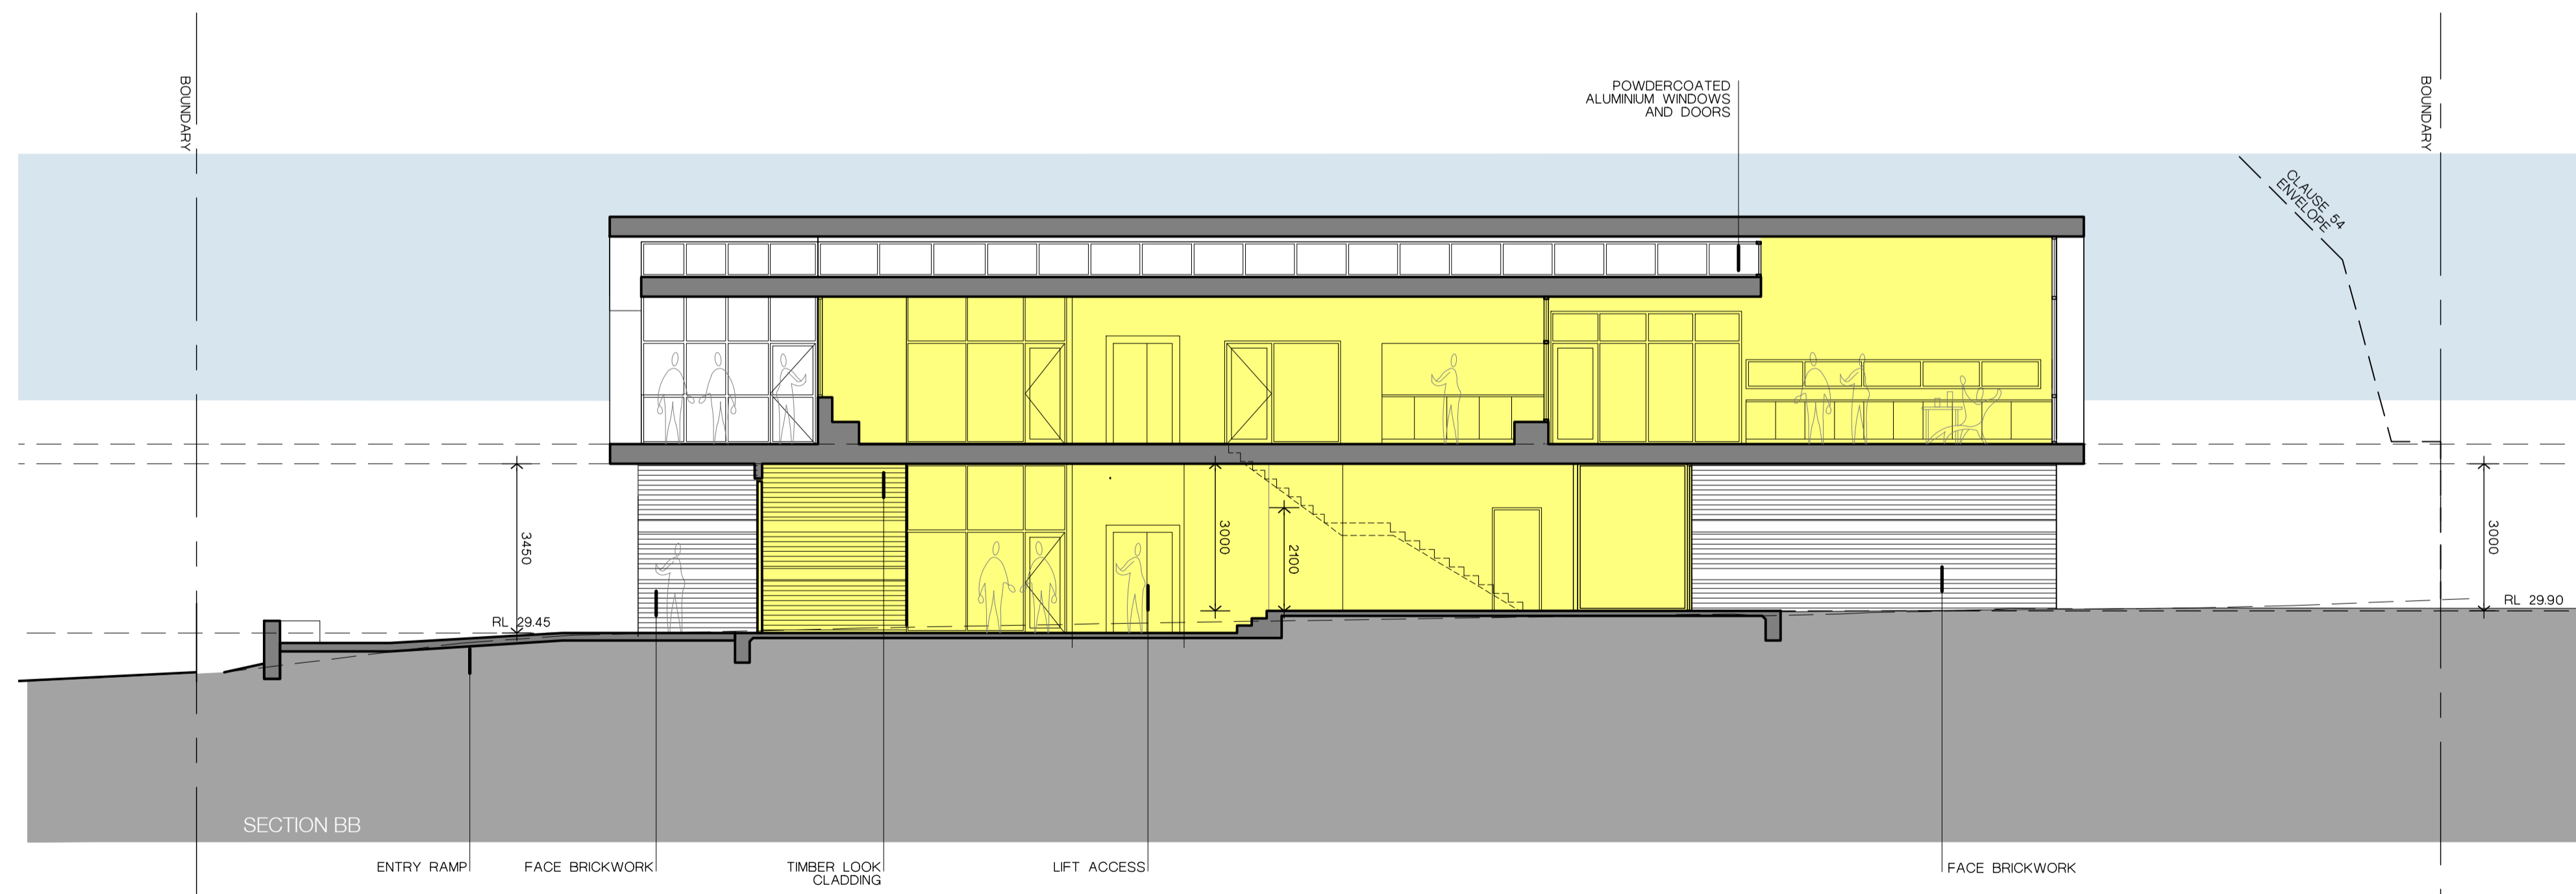 BOUNDARY
POWDERCOATED
ALUMINIUM WINDOWS
AND DOORS
BOUNDARY
CLAUSE 54
ENVELOPE
3450
3000
2100
3000
RL 29.45
RL 29.90
SECTION BB
ENTRY RAMP
FACE BRICKWORK
TIMBER LOOK
CLADDING
LIFT ACCESS
FACE BRICKWORK